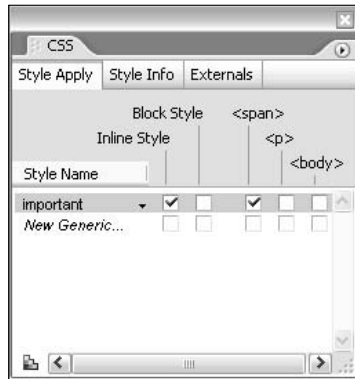 CSS
Style Apply Style Info Externals
Block Style <span>
Inline Style <p>
<body>
Style Name
important
New Generic...